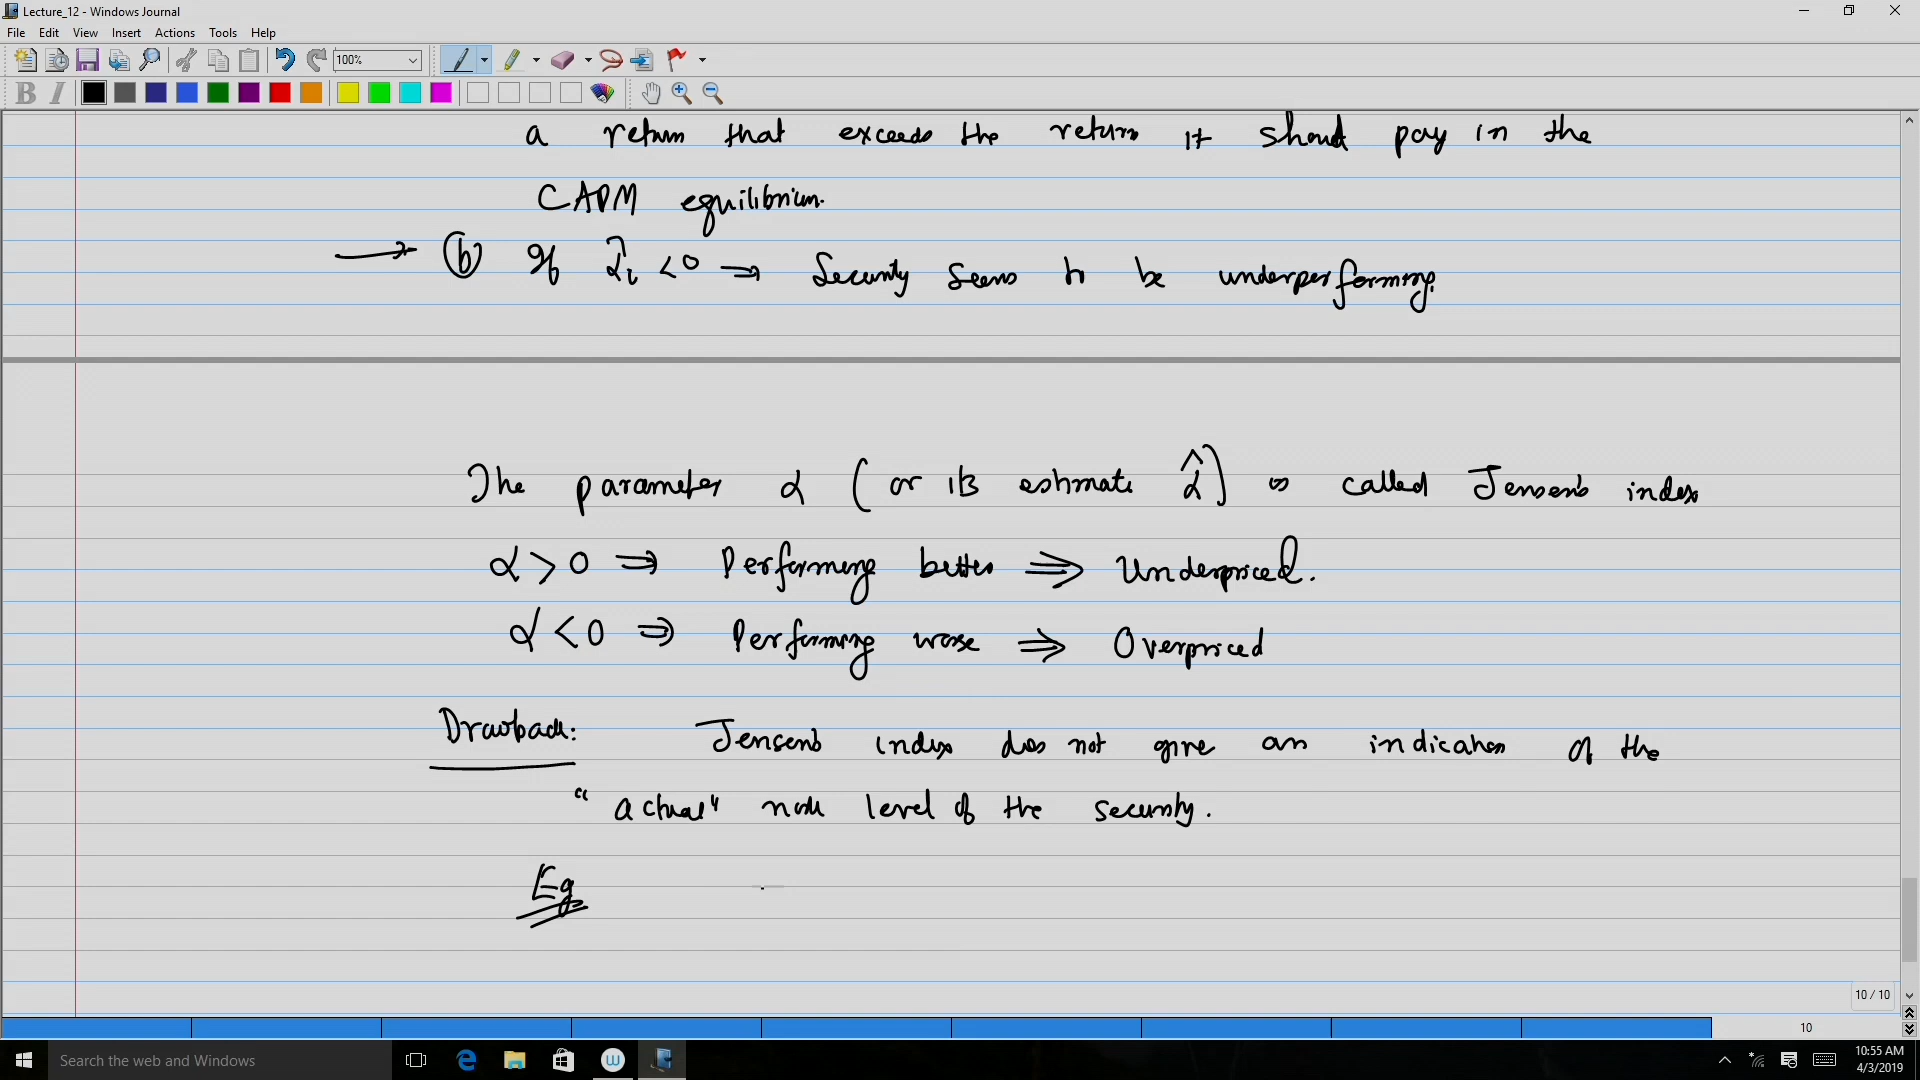 Lecture_12 - Windows Journal
File Edit View Insert Actions Tools Help
100%
B I
a return that exceeds the return it should pay in the
CAPM equilibrium.
→ (b) If α̂i < 0 ⇒ Security seems to be underperforming.
The parameter α (or its estimate α̂) is called Jensen's index
α > 0 ⇒ Performing better ⇒ Underpriced.
α < 0 ⇒ Performing worse ⇒ Overpriced
Drawback: Jensen's index does not give an indication of the
"actual" level of the security.
Eg
10 / 10
10
Search the web and Windows
10:55 AM
4/3/2019